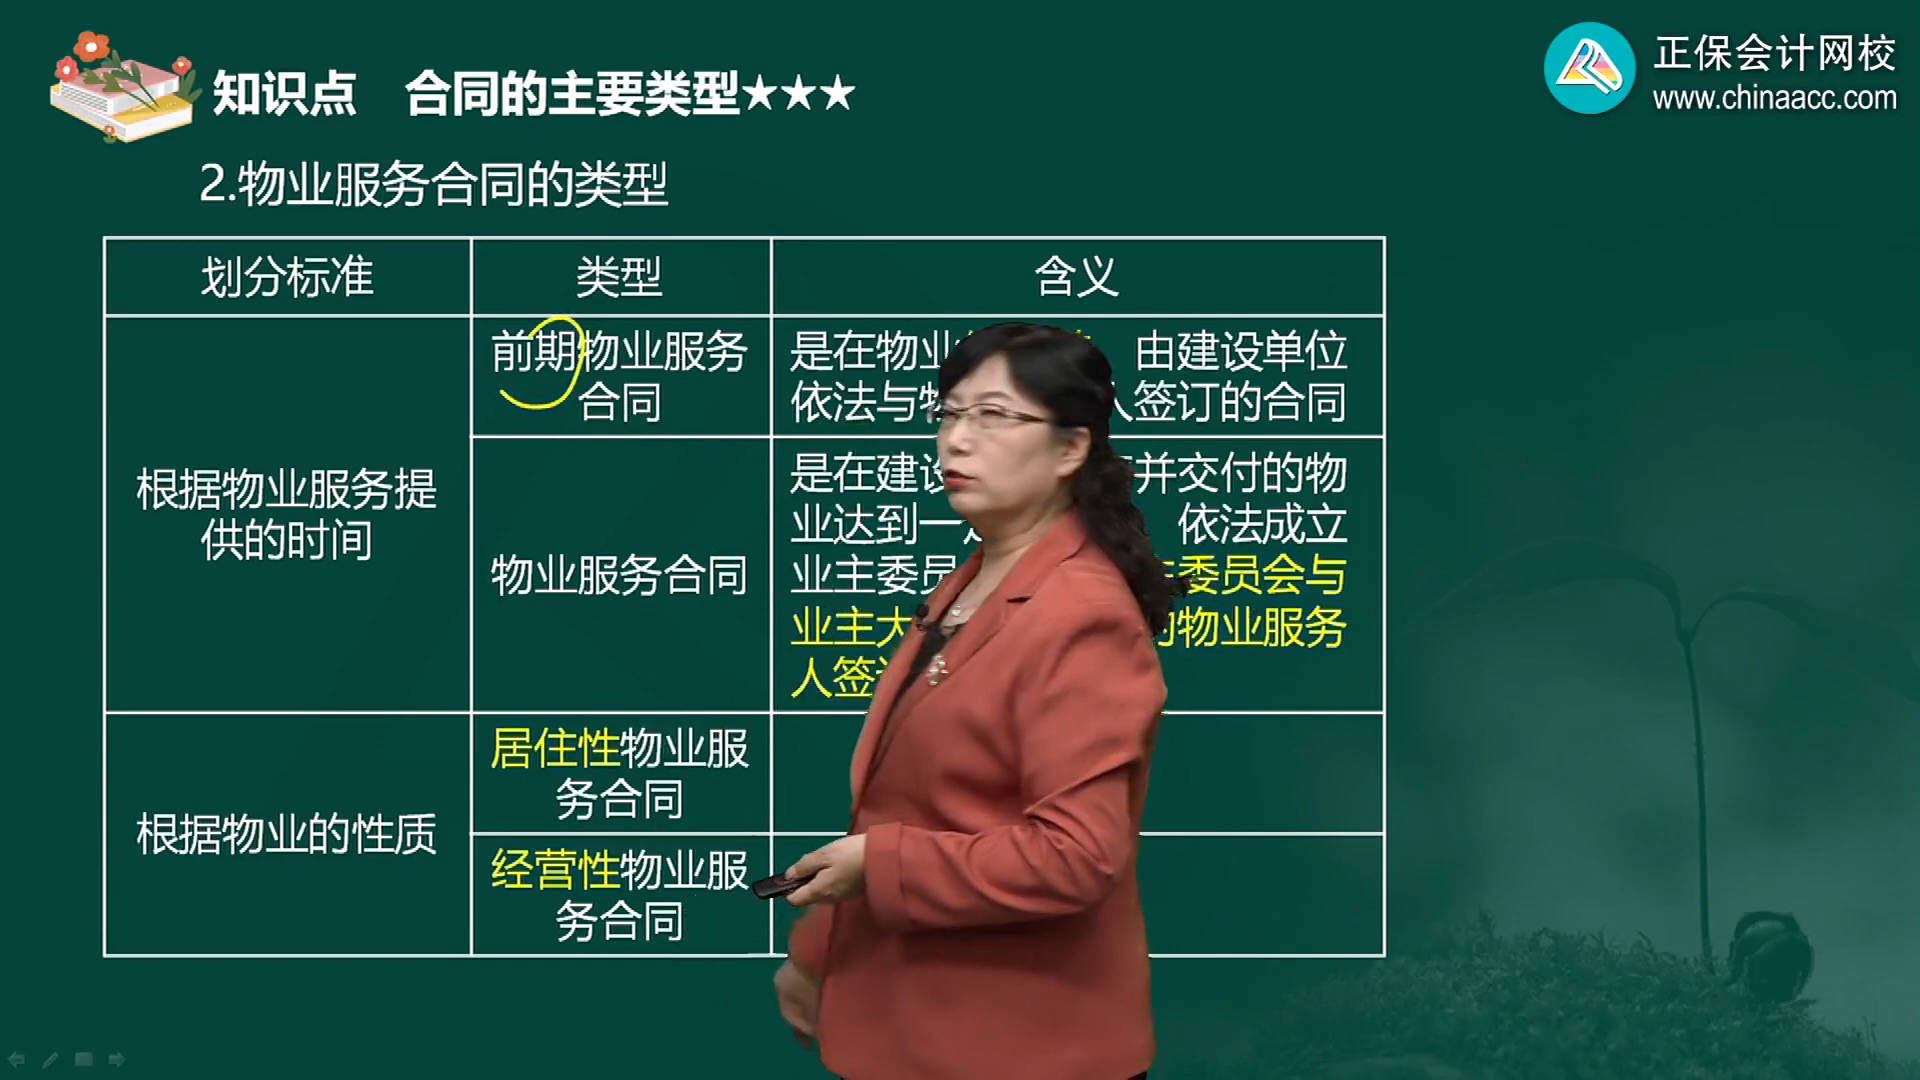 正保会计网校
www.chinaacc.com
知识点 合同的主要类型★★★
2.物业服务合同的类型
划分标准
类型
含义
根据物业服务提
供的时间
前期物业服务
合同
是在物业
由建设单位
依法与
人签订的合同
物业服务合同
是在建
并交付的物
业达到一
依法成立
业主委员
委员会与
业主大
的物业服务
人签
根据物业的性质
居住性物业服
务合同
经营性物业服
务合同